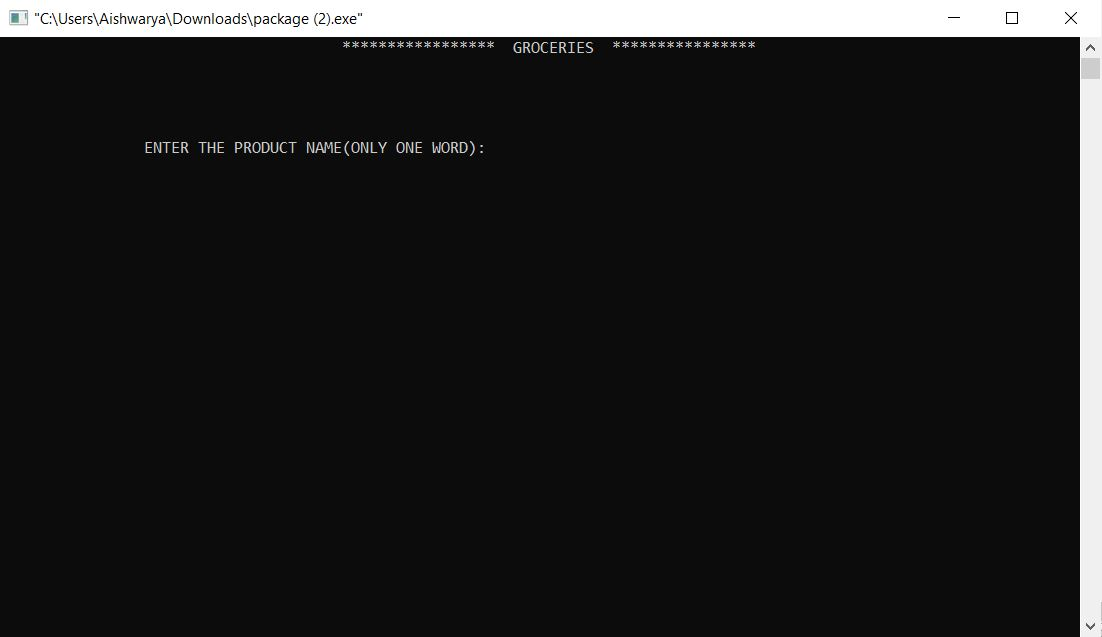 "C:\Users\Aishwarya\Downloads\package (2).exe"
***************** GROCERIES ****************
ENTER THE PRODUCT NAME(ONLY ONE WORD):